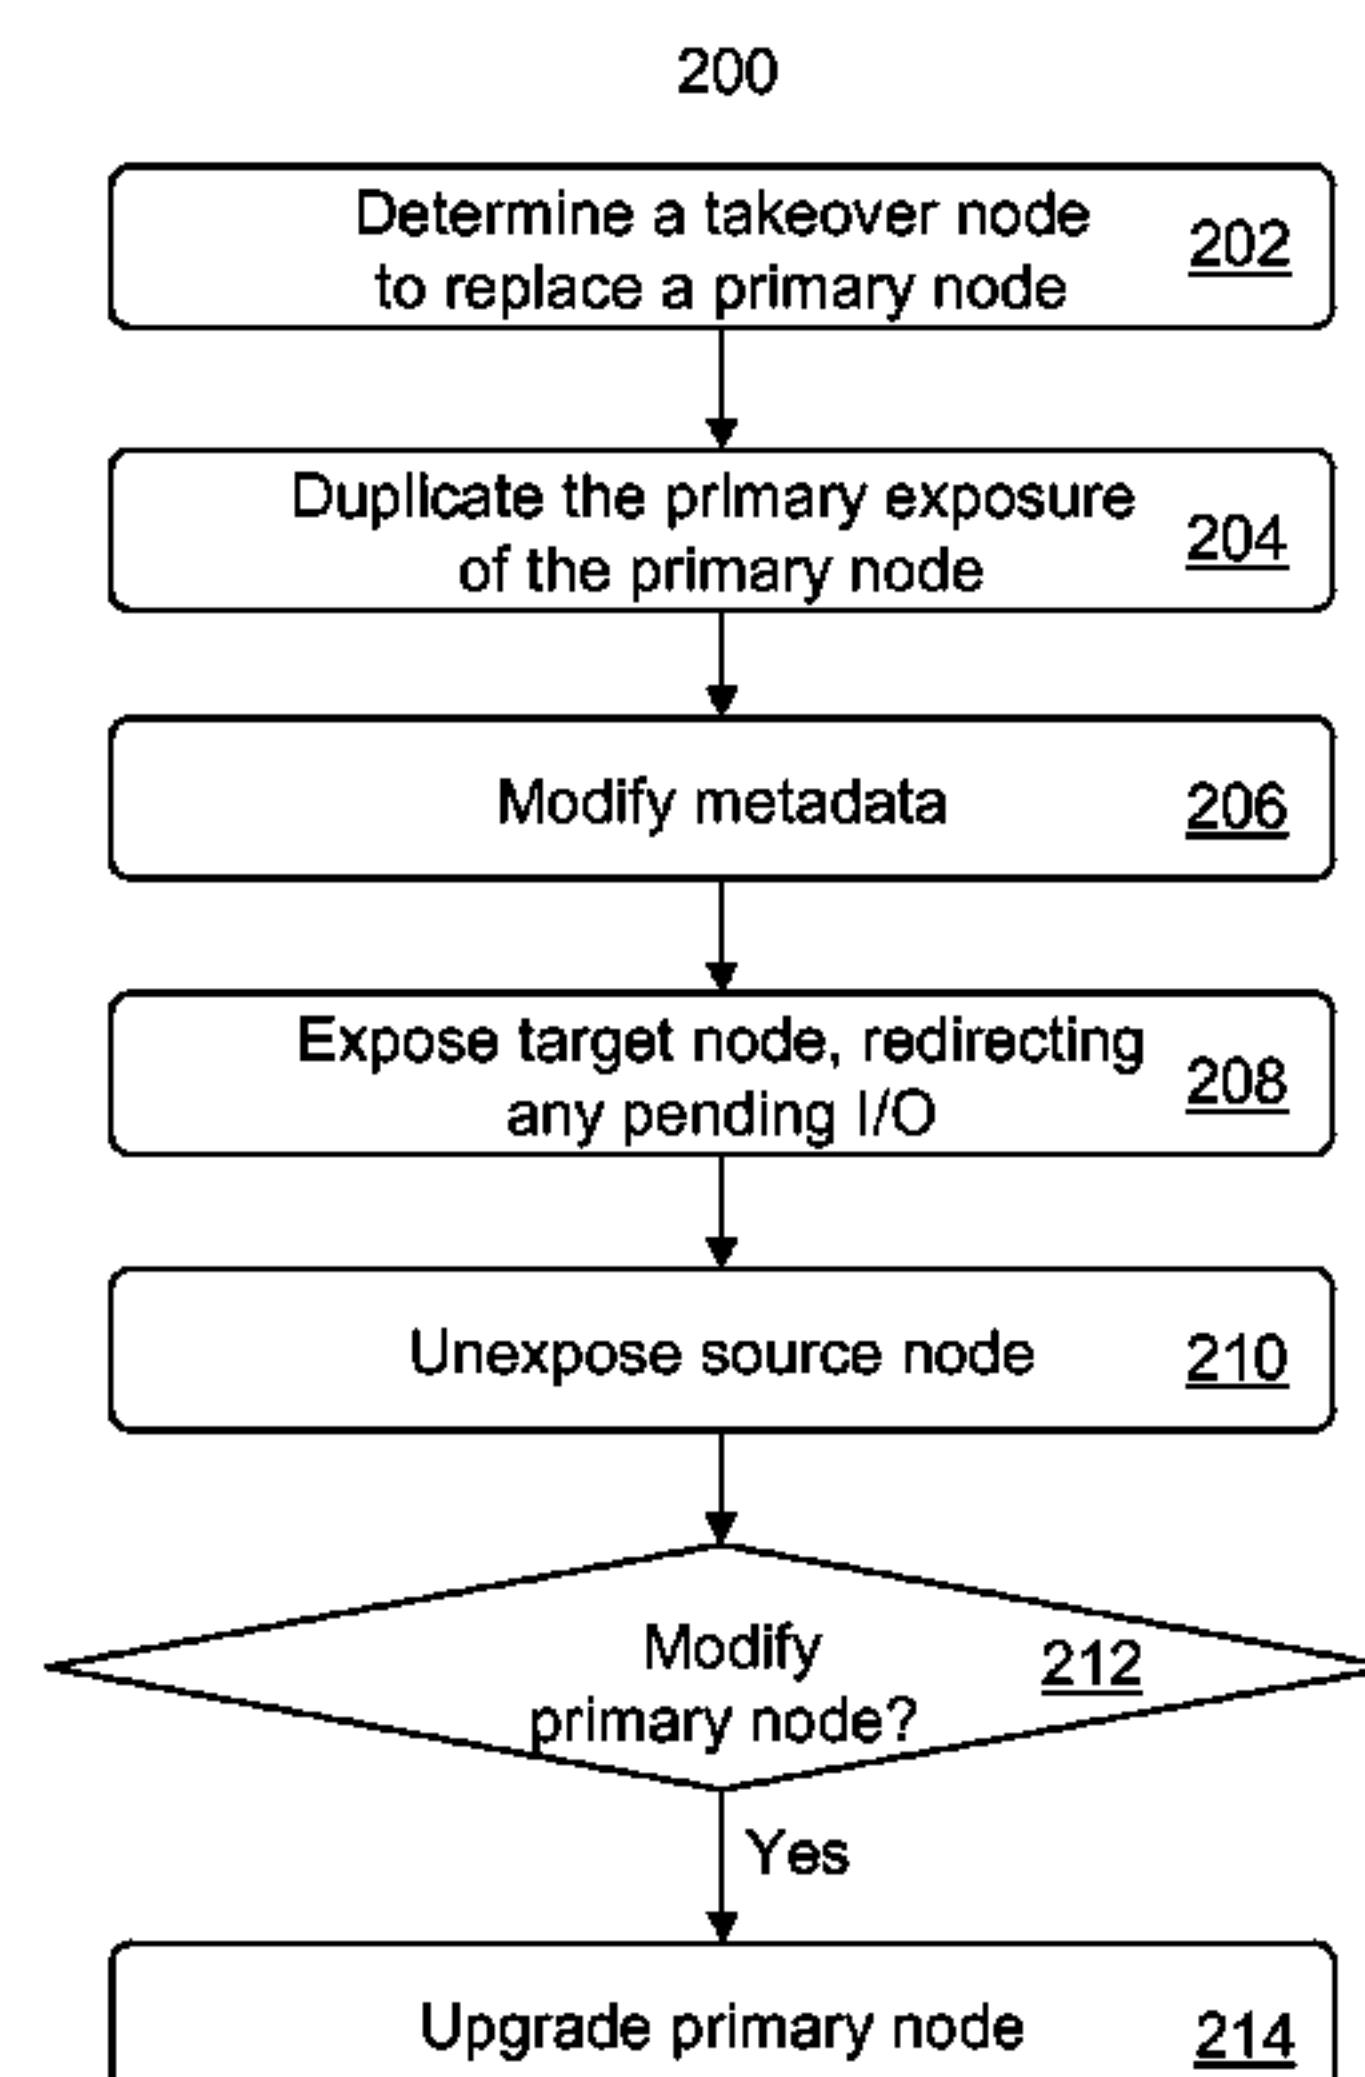 200
Determine a takeover node
to replace a primary node
202
Duplicate the primary exposure
of the primary node
204
Modify metadata
206
Expose target node, redirecting
any pending I/O
208
Unexpose source node
210
Modify
primary node?
212
Yes
Upgrade primary node
214